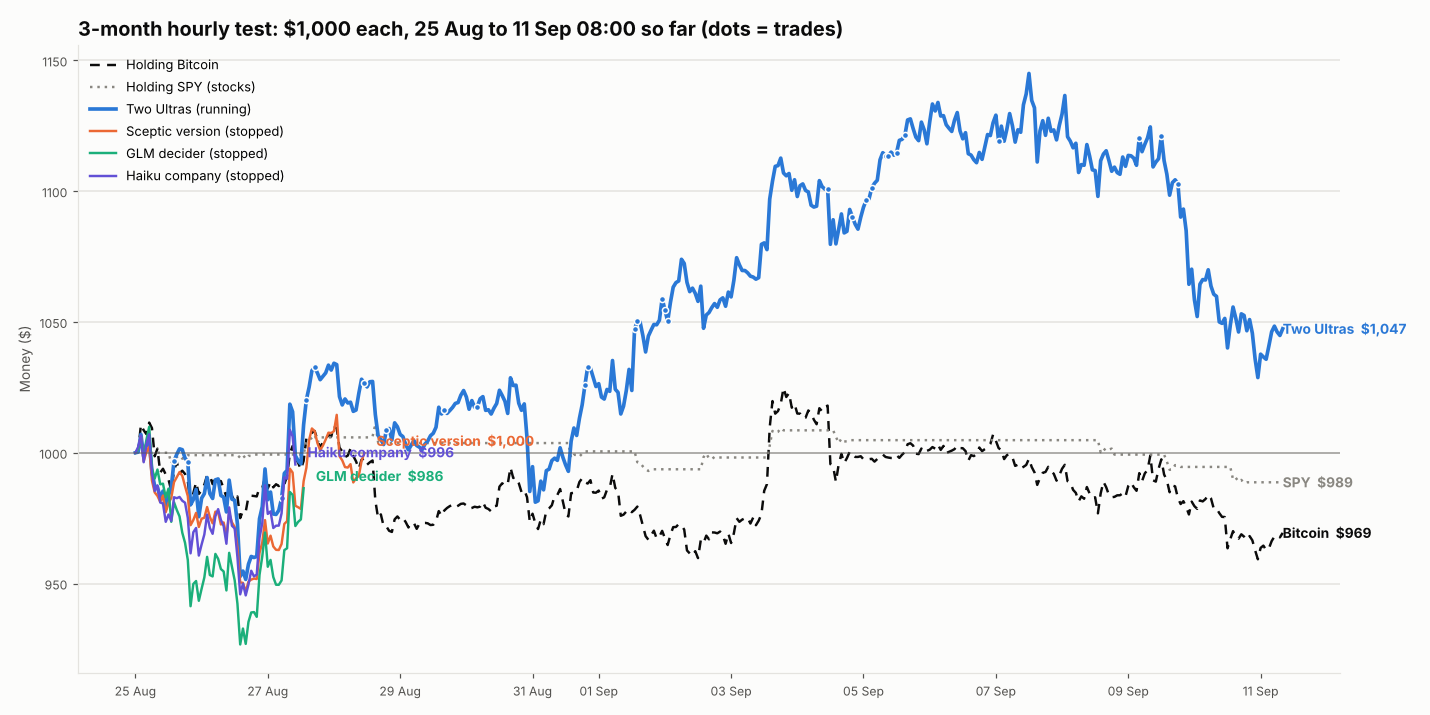 3-month hourly test: $1,000 each, 25 Aug to 11 Sep 08:00 so far (dots = trades)
Holding Bitcoin
Holding SPY (stocks)
Two Ultras (running)
Sceptic version (stopped)
GLM decider (stopped)
Haiku company (stopped)
Money ($)
1150
1100
1050
1000
950
Two Ultras $1,047
Sceptic version $1,000
Haiku company $996
GLM decider $986
SPY $989
Bitcoin $969
25 Aug
27 Aug
29 Aug
31 Aug
01 Sep
03 Sep
05 Sep
07 Sep
09 Sep
11 Sep